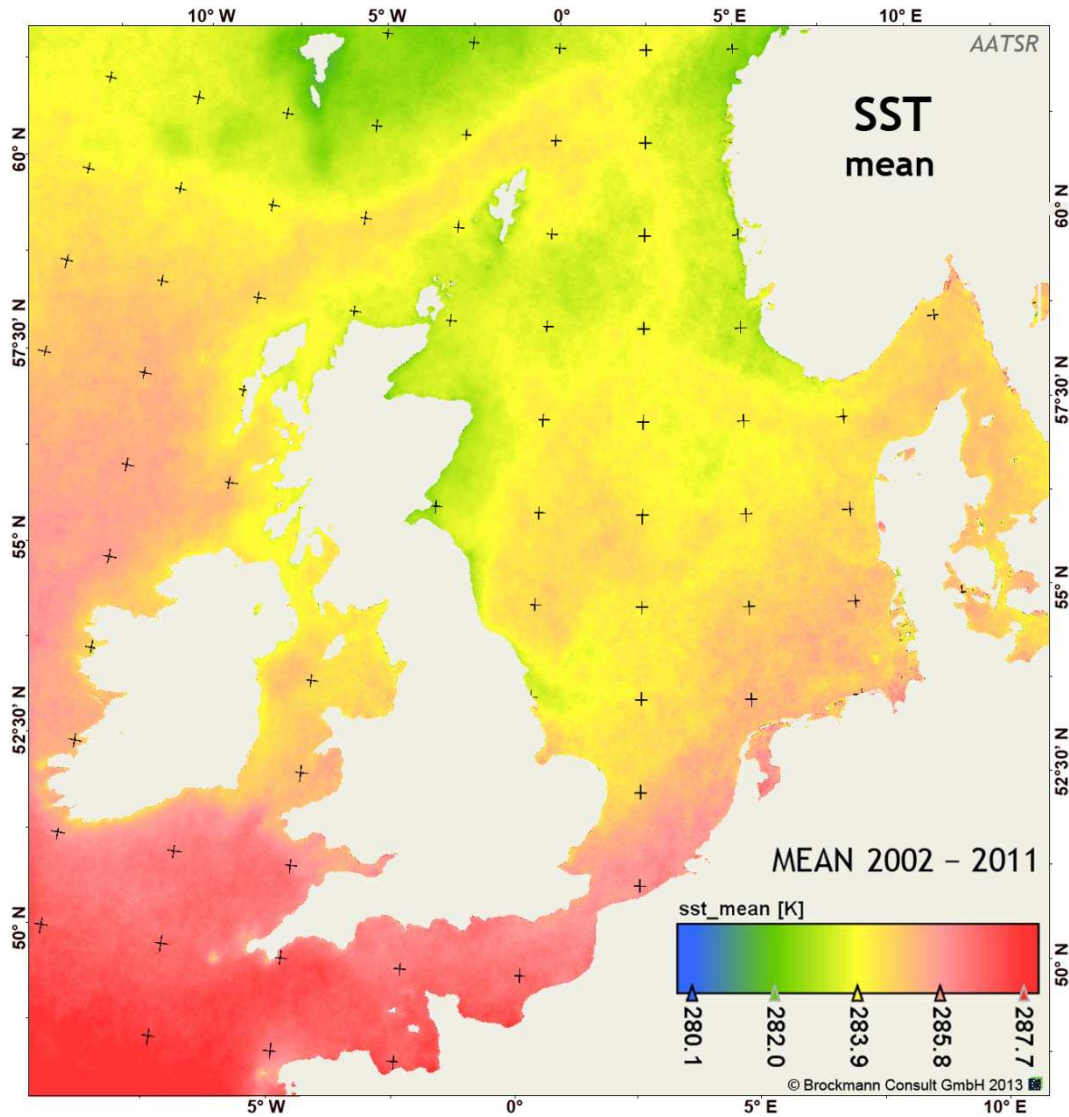 10° W 5° W 0° 5° E 10° E
AATSR
SST
mean
60° N
60° N
57°30' N
57°30' N
55° N
55° N
52°30' N
52°30' N
50° N
50° N
MEAN 2002 – 2011
sst_mean [K]
280.1 282.0 283.9 285.8 287.7
© Brockmann Consult GmbH 2013
5° W 0° 5° E 10° E